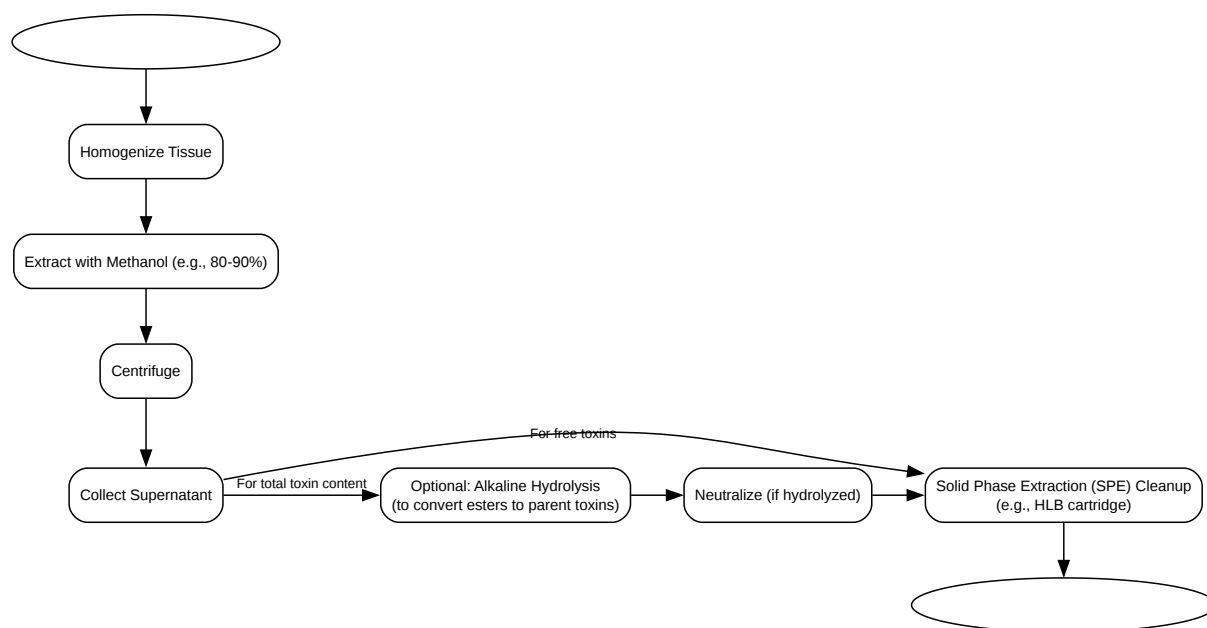 Homogenize Tissue
Extract with Methanol (e.g., 80-90%)
Centrifuge
For free toxins
Collect Supernatant
For total toxin content
Optional: Alkaline Hydrolysis
(to convert esters to parent toxins)
Neutralize (if hydrolyzed)
Solid Phase Extraction (SPE) Cleanup
(e.g., HLB cartridge)